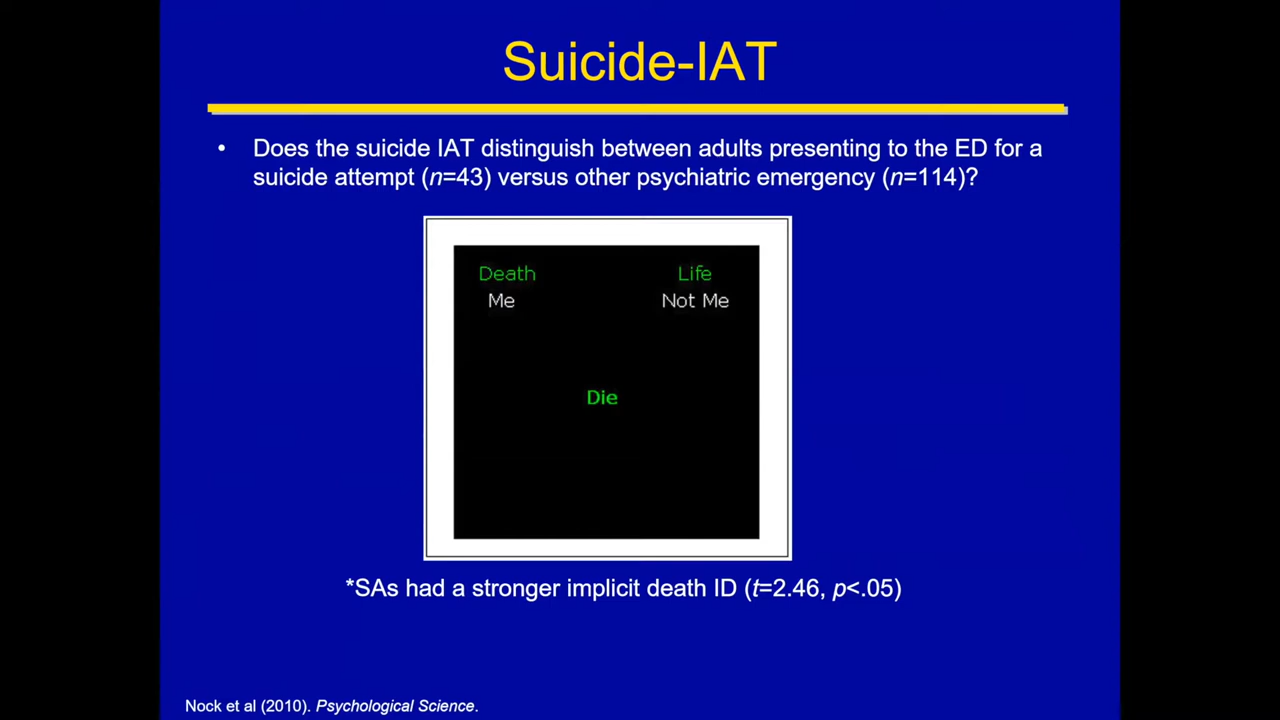 Suicide-IAT
• Does the suicide IAT distinguish between adults presenting to the ED for a
suicide attempt (n=43) versus other psychiatric emergency (n=114)?
Death Life
Me Not Me
Die
*SAs had a stronger implicit death ID (t=2.46, p<.05)
Nock et al (2010). Psychological Science.